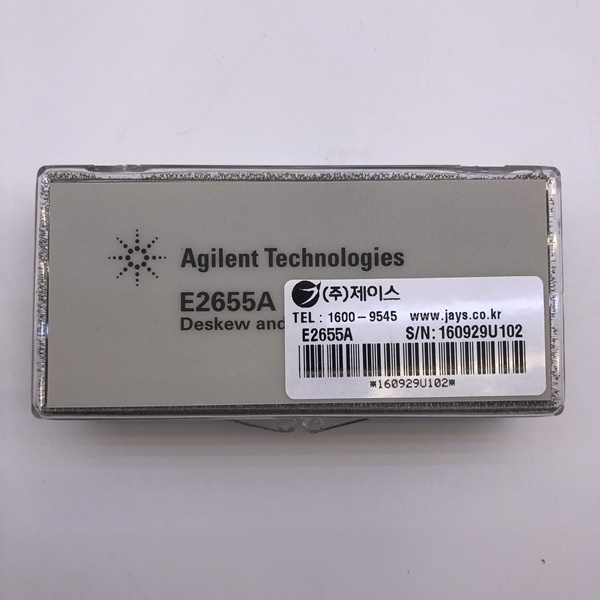 Agilent Technologies
E2655A
Deskew and
(주)제이스
TEL : 1600-9545 www.jays.co.kr
E2655A S/N: 160929U102
*160929U102*